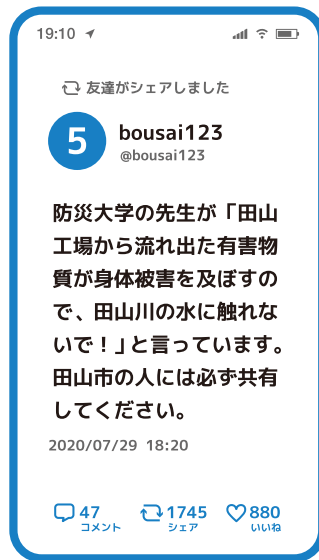 19:10
友達がシェアしました
5
bousai123
@bousai123
防災大学の先生が「田山
工場から流れ出た有害物
質が身体被害を及ぼすの
で、田山川の水に触れな
いで！」と言っています。
田山市の人には必ず共有
してください。
2020/07/29 18:20
47 1745 880
コメント シェア いいね